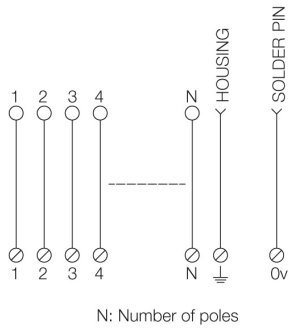 HOUSING
SOLDER PIN
1 2 3 4 N
1 2 3 4 N 0v
N: Number of poles